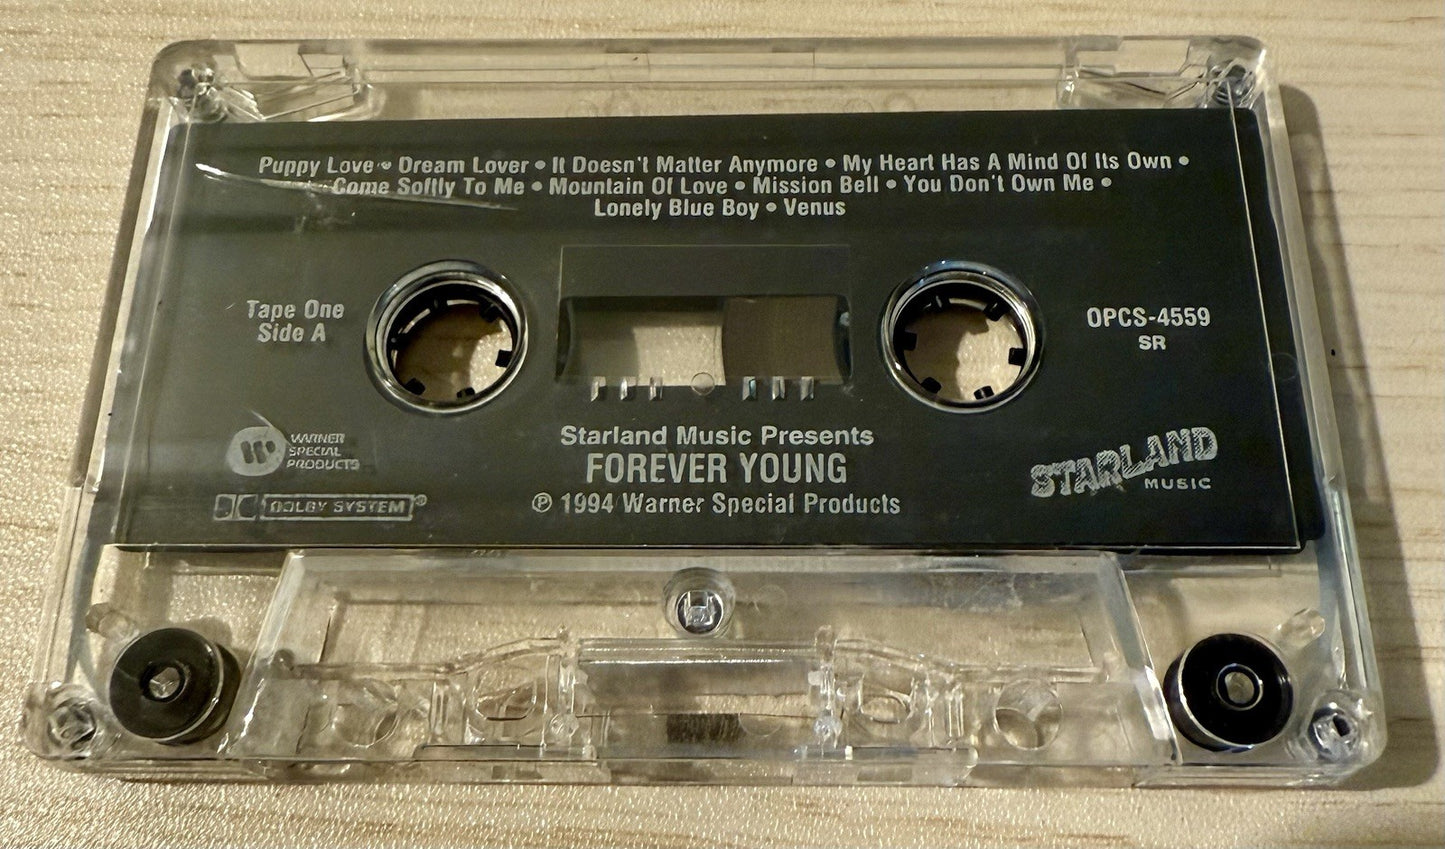 Puppy Love • Dream Lover • It Doesn't Matter Anymore • My Heart Has A Mind Of Its Own •
Come Softly To Me • Mountain Of Love • Mission Bell • You Don't Own Me •
Lonely Blue Boy • Venus
Tape One
Side A
OPCS-4559
SR
WARNER
SPECIAL
PRODUCTS
DOLBY SYSTEM®
Starland Music Presents
FOREVER YOUNG
℗ 1994 Warner Special Products
STARLAND
MUSIC